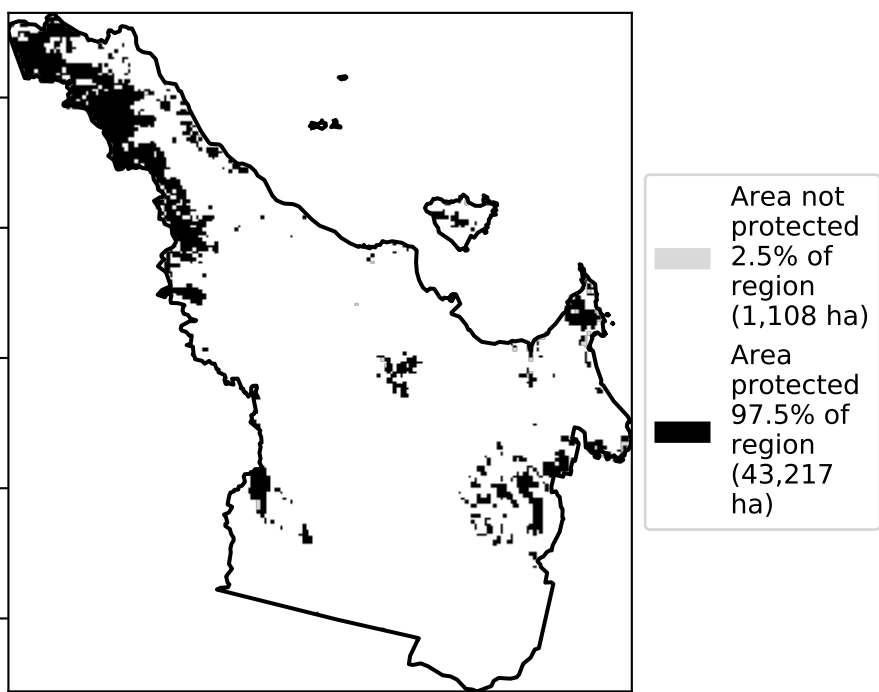 Area not
protected
2.5% of
region
(1,108 ha)
Area
protected
97.5% of
region
(43,217
ha)